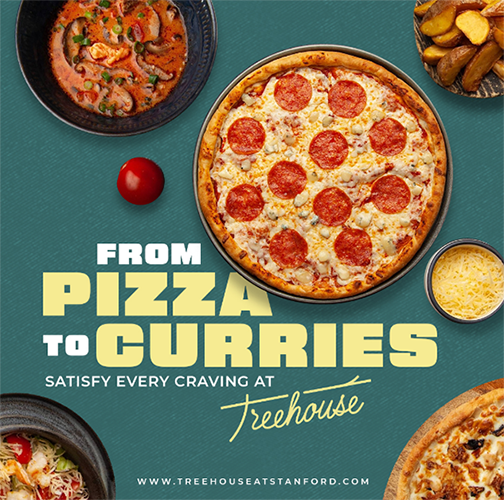 FROM
PIZZA
TO CURRIES
SATISFY EVERY CRAVING AT
Treehouse
WWW.TREEHOUSEATSTANFORD.COM